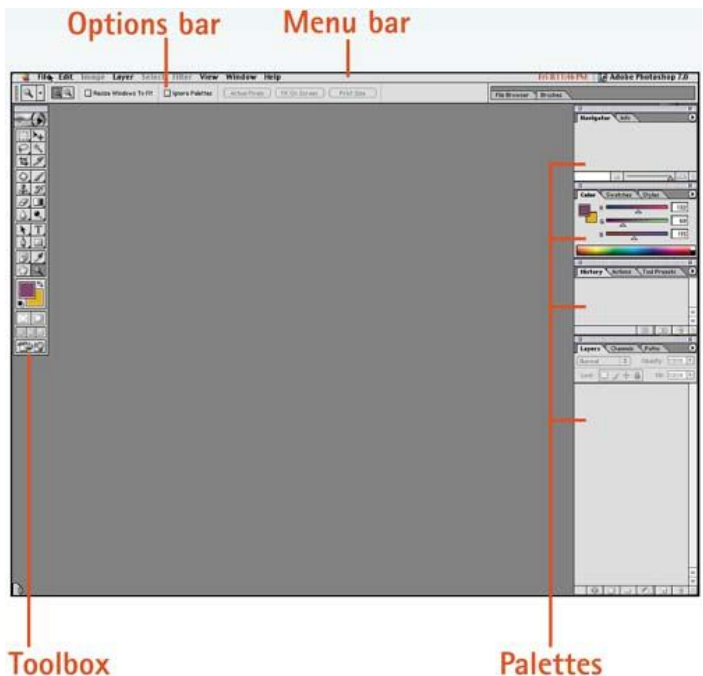 Options bar
Menu bar
File Edit Image Layer Select Filter View Window Help
Adobe Photoshop 7.0
Resize Windows To Fit
Ignore Palettes
Actual Pixels
Fit On Screen
Print Size
File Browser
Brushes
Navigator
Info
Color
Swatches
Styles
R
G
B
History
Actions
Tool Presets
Layers
Channels
Paths
Normal
Opacity:
Lock:
Fill:
T
Toolbox
Palettes